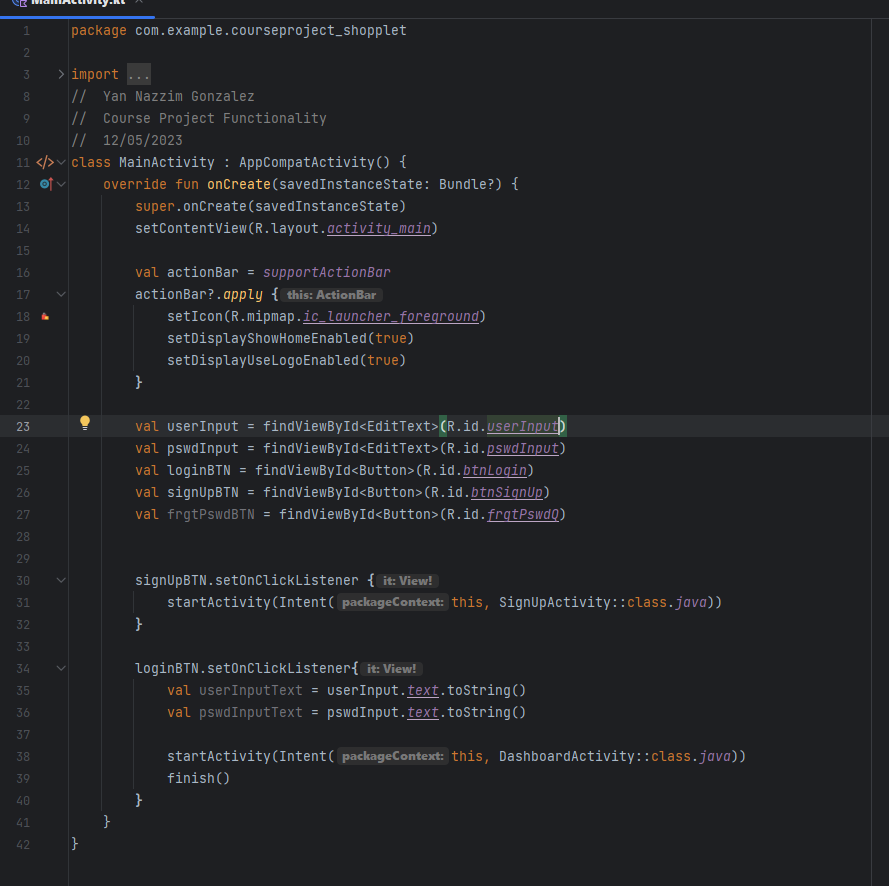 MainActivity.kt
1 package com.example.courseproject_shopplet
2
3 import ...
8 // Yan Nazzim Gonzalez
9 // Course Project Functionality
10 // 12/05/2023
11 class MainActivity : AppCompatActivity() {
12 override fun onCreate(savedInstanceState: Bundle?) {
13 super.onCreate(savedInstanceState)
14 setContentView(R.layout.activity_main)
15
16 val actionBar = supportActionBar
17 actionBar?.apply { this: ActionBar
18 setIcon(R.mipmap.ic_launcher_foreground)
19 setDisplayShowHomeEnabled(true)
20 setDisplayUseLogoEnabled(true)
21 }
22
23 val userInput = findViewById<EditText>(R.id.userInput)
24 val pswdInput = findViewById<EditText>(R.id.pswdInput)
25 val loginBTN = findViewById<Button>(R.id.btnLogin)
26 val signUpBTN = findViewById<Button>(R.id.btnSignUp)
27 val frgtPswdBTN = findViewById<Button>(R.id.frgtPswdQ)
28
29
30 signUpBTN.setOnClickListener { it: View!
31 startActivity(Intent( packageContext: this, SignUpActivity::class.java))
32 }
33
34 loginBTN.setOnClickListener{ it: View!
35 val userInputText = userInput.text.toString()
36 val pswdInputText = pswdInput.text.toString()
37
38 startActivity(Intent( packageContext: this, DashboardActivity::class.java))
39 finish()
40 }
41 }
42 }